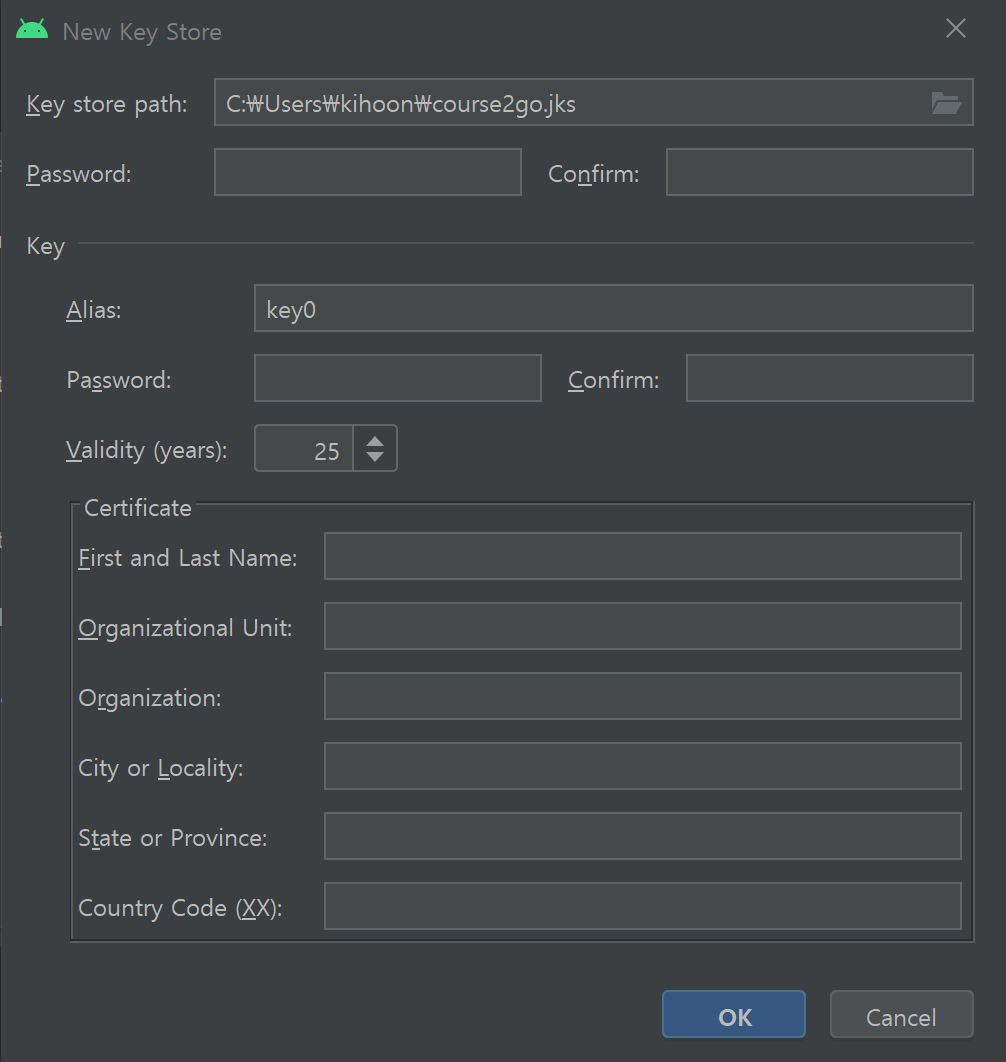 New Key Store
Key store path: C:₩Users₩kihoon₩course2go.jks
Password: Confirm:
Key
Alias: key0
Password: Confirm:
Validity (years): 25
Certificate
First and Last Name:
Organizational Unit:
Organization:
City or Locality:
State or Province:
Country Code (XX):
OK Cancel